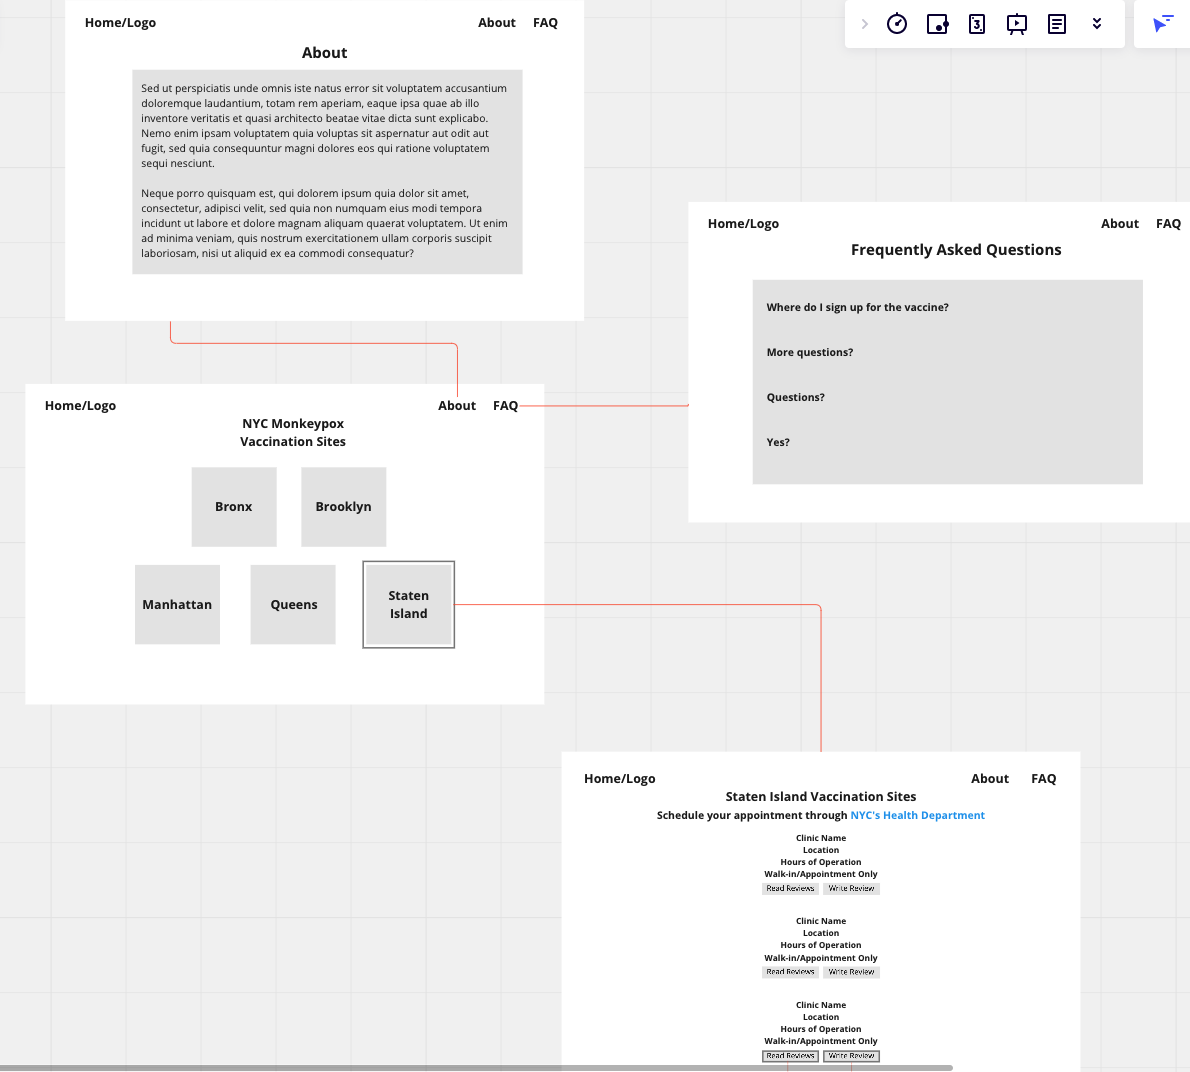 Home/Logo About FAQ
About
Sed ut perspiciatis unde omnis iste natus error sit voluptatem accusantium
doloremque laudantium, totam rem aperiam, eaque ipsa quae ab illo
inventore veritatis et quasi architecto beatae vitae dicta sunt explicabo.
Nemo enim ipsam voluptatem quia voluptas sit aspernatur aut odit aut
fugit, sed quia consequuntur magni dolores eos qui ratione voluptatem
sequi nesciunt.
Neque porro quisquam est, qui dolorem ipsum quia dolor sit amet,
consectetur, adipisci velit, sed quia non numquam eius modi tempora
incidunt ut labore et dolore magnam aliquam quaerat voluptatem. Ut enim
ad minima veniam, quis nostrum exercitationem ullam corporis suscipit
laboriosam, nisi ut aliquid ex ea commodi consequatur?
3
Home/Logo About FAQ
Frequently Asked Questions
Where do I sign up for the vaccine?
More questions?
Questions?
Yes?
Home/Logo About FAQ
NYC Monkeypox
Vaccination Sites
Bronx Brooklyn
Manhattan Queens Staten
Island
Home/Logo About FAQ
Staten Island Vaccination Sites
Schedule your appointment through NYC's Health Department
Clinic Name
Location
Hours of Operation
Walk-in/Appointment Only
Read Reviews Write Review
Clinic Name
Location
Hours of Operation
Walk-in/Appointment Only
Read Reviews Write Review
Clinic Name
Location
Hours of Operation
Walk-in/Appointment Only
Read Reviews Write Review